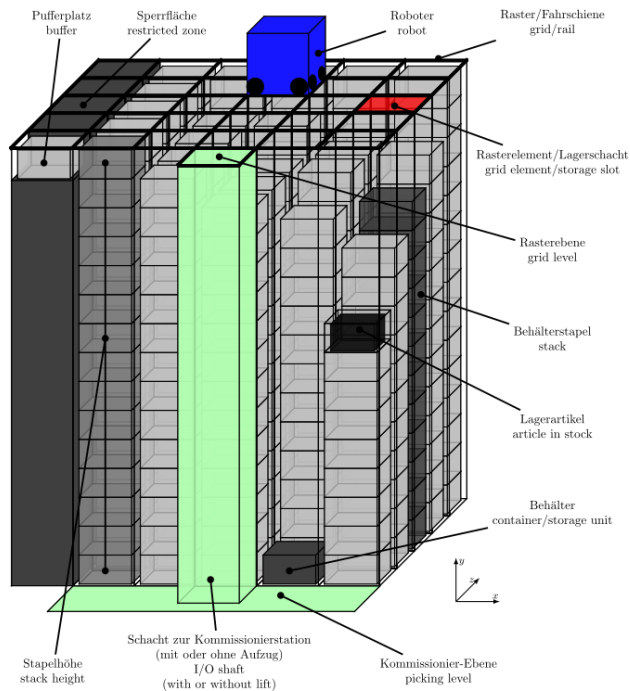 Pufferplatz
buffer
Sperrfläche
restricted zone
Roboter
robot
Raster/Fahrschiene
grid/rail
Rasterelement/Lagerschacht
grid element/storage slot
Rasterebene
grid level
Behälterstapel
stack
Lagerartikel
article in stock
Behälter
container/storage unit
y
z
x
Schacht zur Kommissionierstation
(mit oder ohne Aufzug)
I/O shaft
(with or without lift)
Stapelhöhe
stack height
Kommissionier-Ebene
picking level